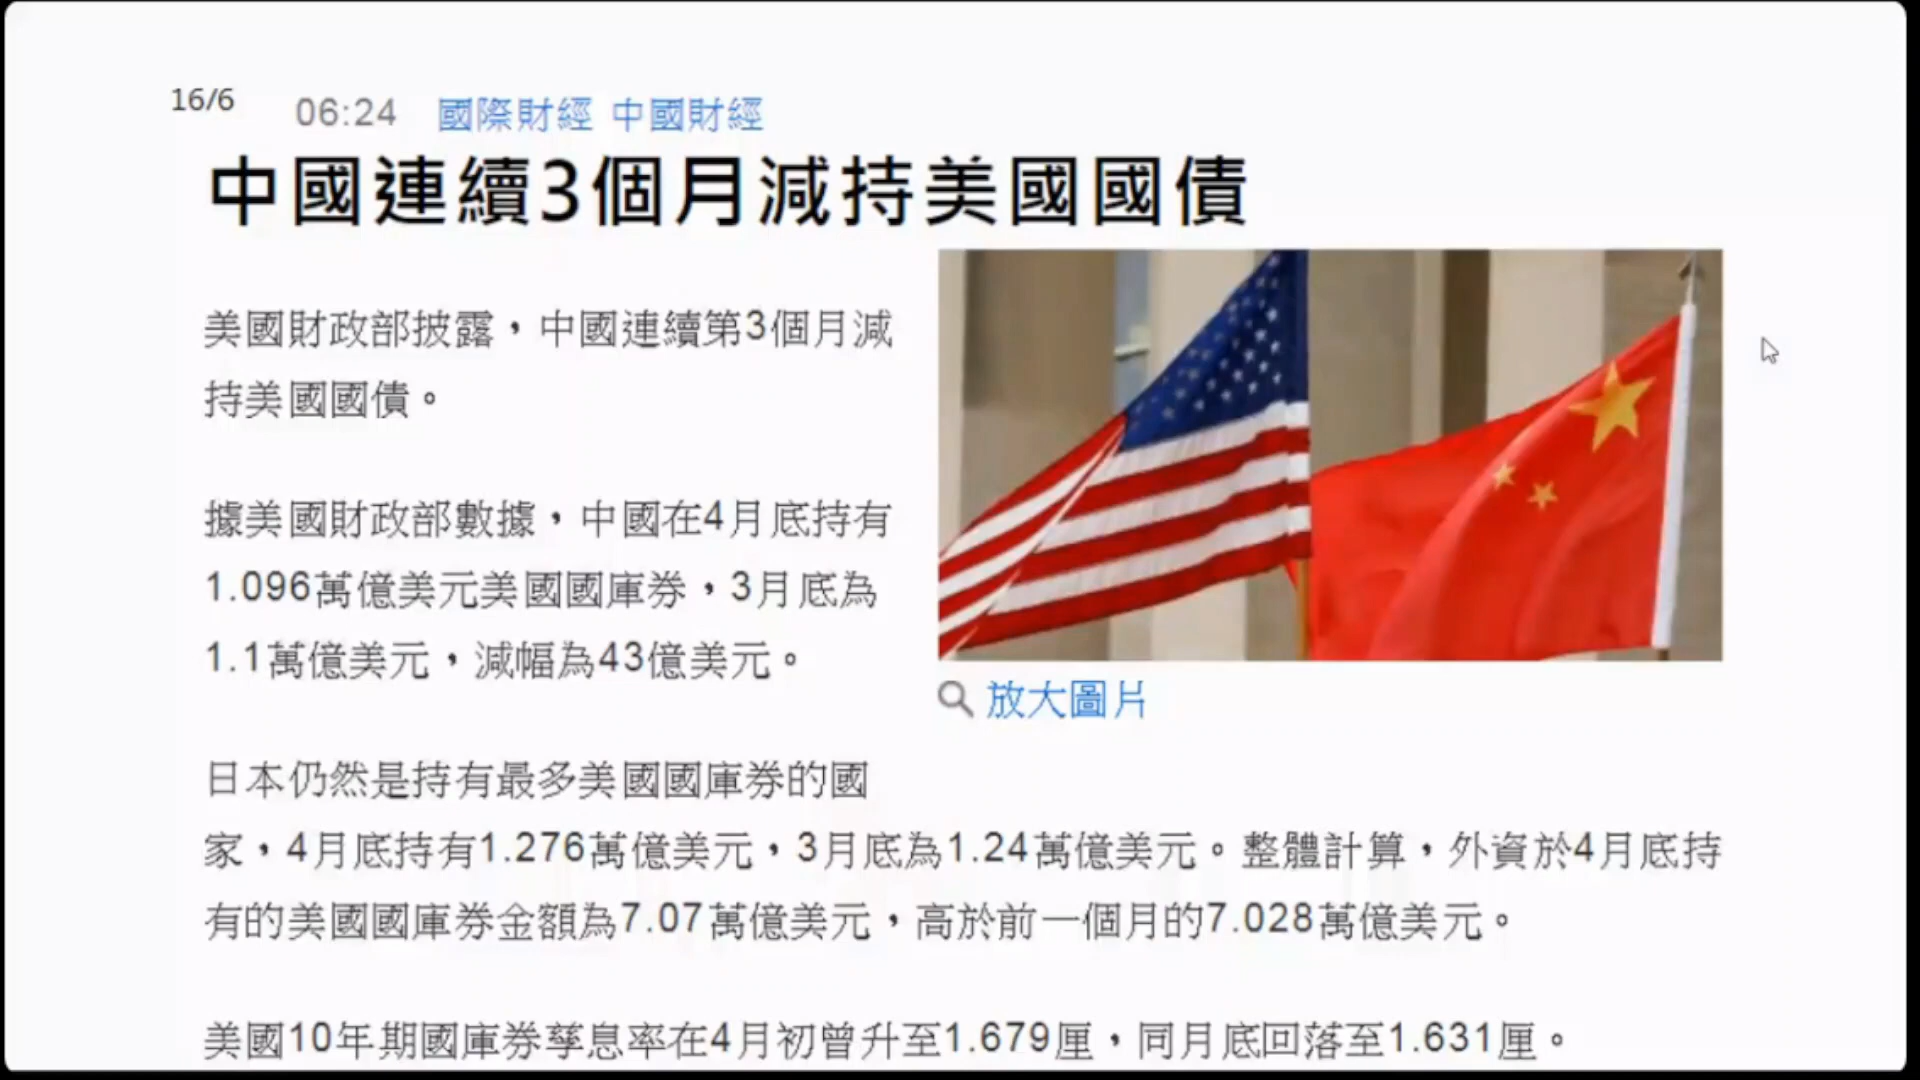 16/6 06:24 國際財經 中國財經
中國連續3個月減持美國國債
美國財政部披露，中國連續第3個月減
持美國國債。
據美國財政部數據，中國在4月底持有
1.096萬億美元美國國庫券，3月底為
1.1萬億美元，減幅為43億美元。
放大圖片
日本仍然是持有最多美國國庫券的國
家，4月底持有1.276萬億美元，3月底為1.24萬億美元。整體計算，外資於4月底持
有的美國國庫券金額為7.07萬億美元，高於前一個月的7.028萬億美元。
美國10年期國庫券孳息率在4月初曾升至1.679厘，同月底回落至1.631厘。